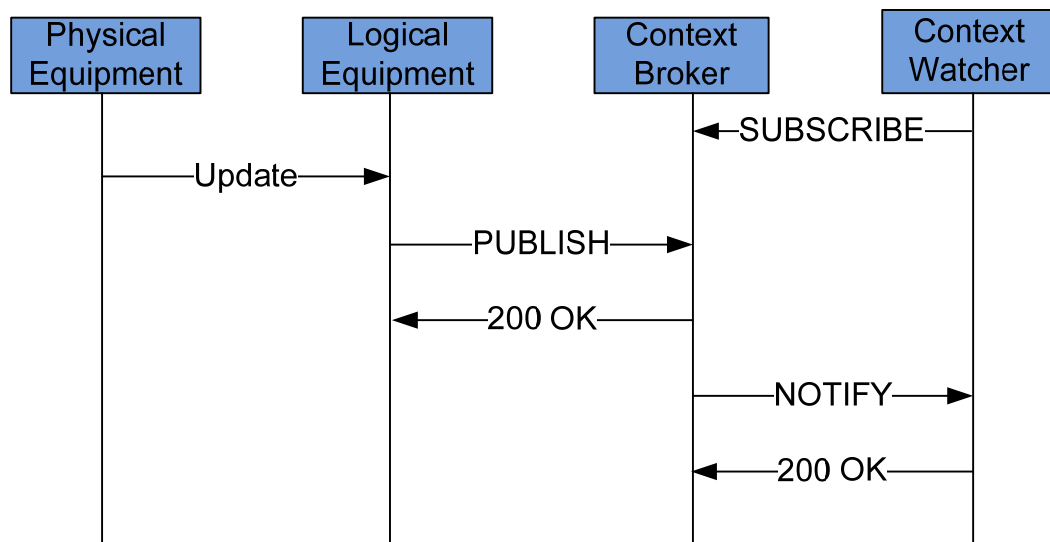 Physical
Equipment
Logical
Equipment
Context
Broker
Context
Watcher
SUBSCRIBE
Update
PUBLISH
200 OK
NOTIFY
200 OK